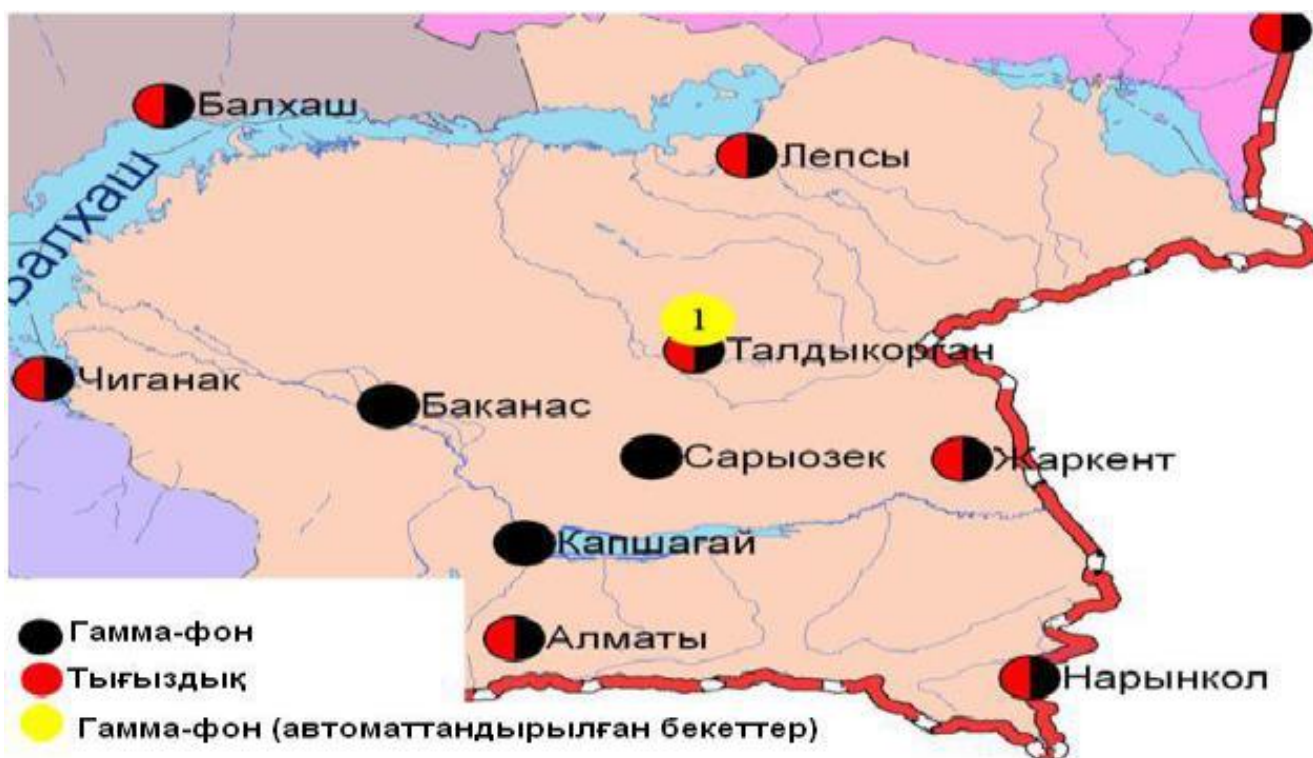 Балхаш
Лепсы
Балхаш
1
Талдыкорган
Чиганак
Баканас
Сарыозек
Жаркент
Капшагай
Алматы
Нарынкол
Гамма-фон
Тығыздық
Гамма-фон (автоматтандырылған бекеттер)